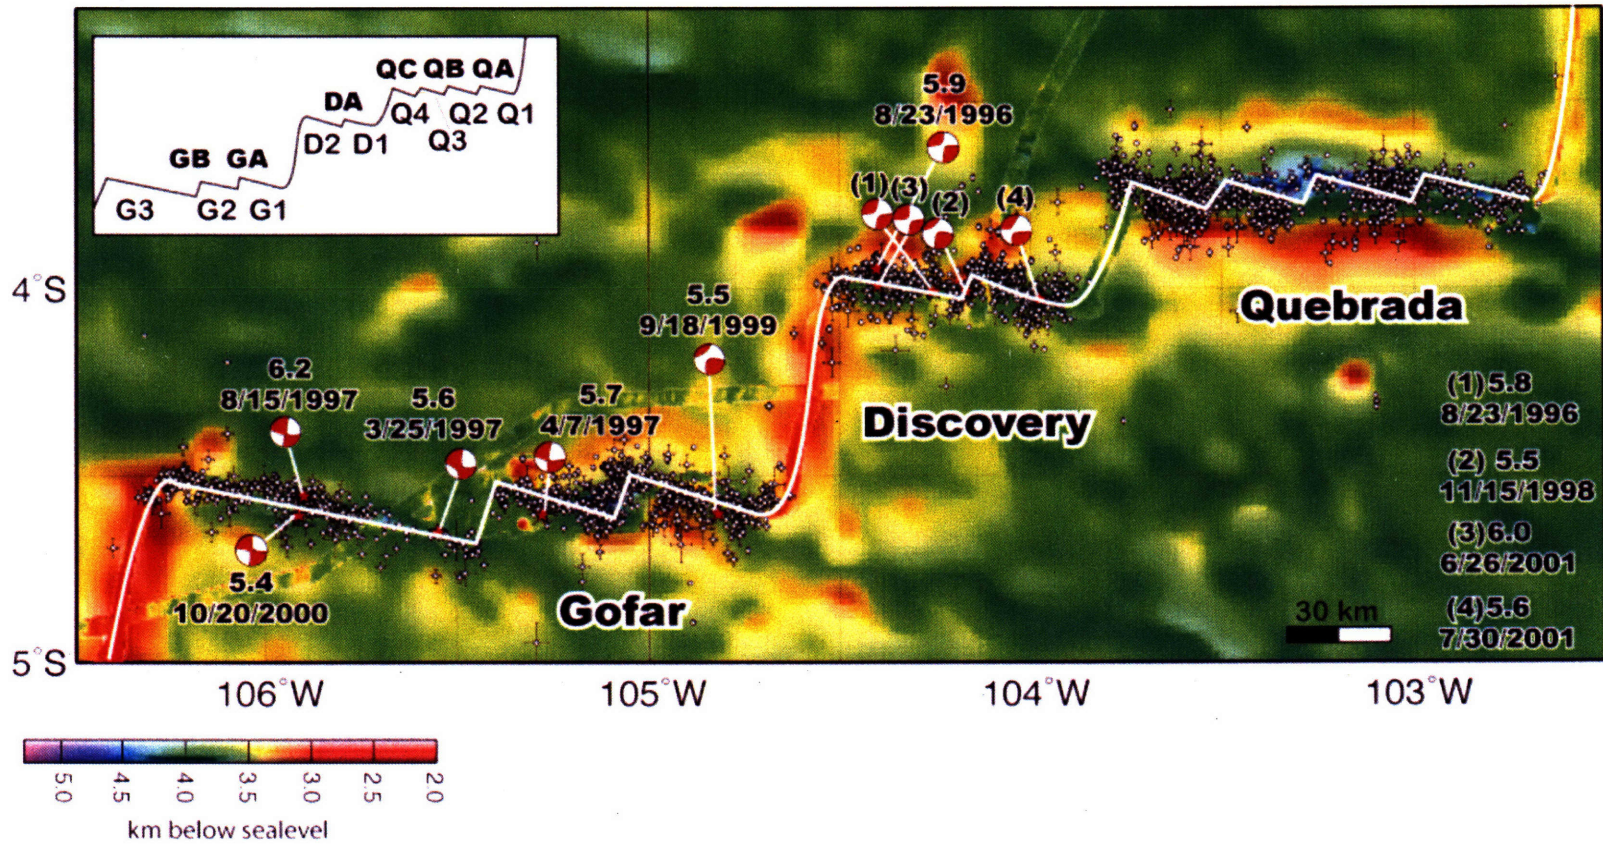 QC QB QA
DA
Q4 Q2 Q1
D2 D1 Q3
GB GA
G3 G2 G1
5.9
8/23/1996
(1) (3) (2) (4)
4°S
Quebrada
5.5
9/18/1999
6.2
8/15/1997
5.6
3/25/1997
5.7
4/7/1997
Discovery
(1) 5.8
8/23/1996
(2) 5.5
11/15/1998
(3) 6.0
6/26/2001
(4) 5.6
7/30/2001
5.4
10/20/2000
Gofar
30 km
5°S
106°W 105°W 104°W 103°W
5.0 4.5 4.0 3.5 3.0 2.5 2.0
km below sealevel